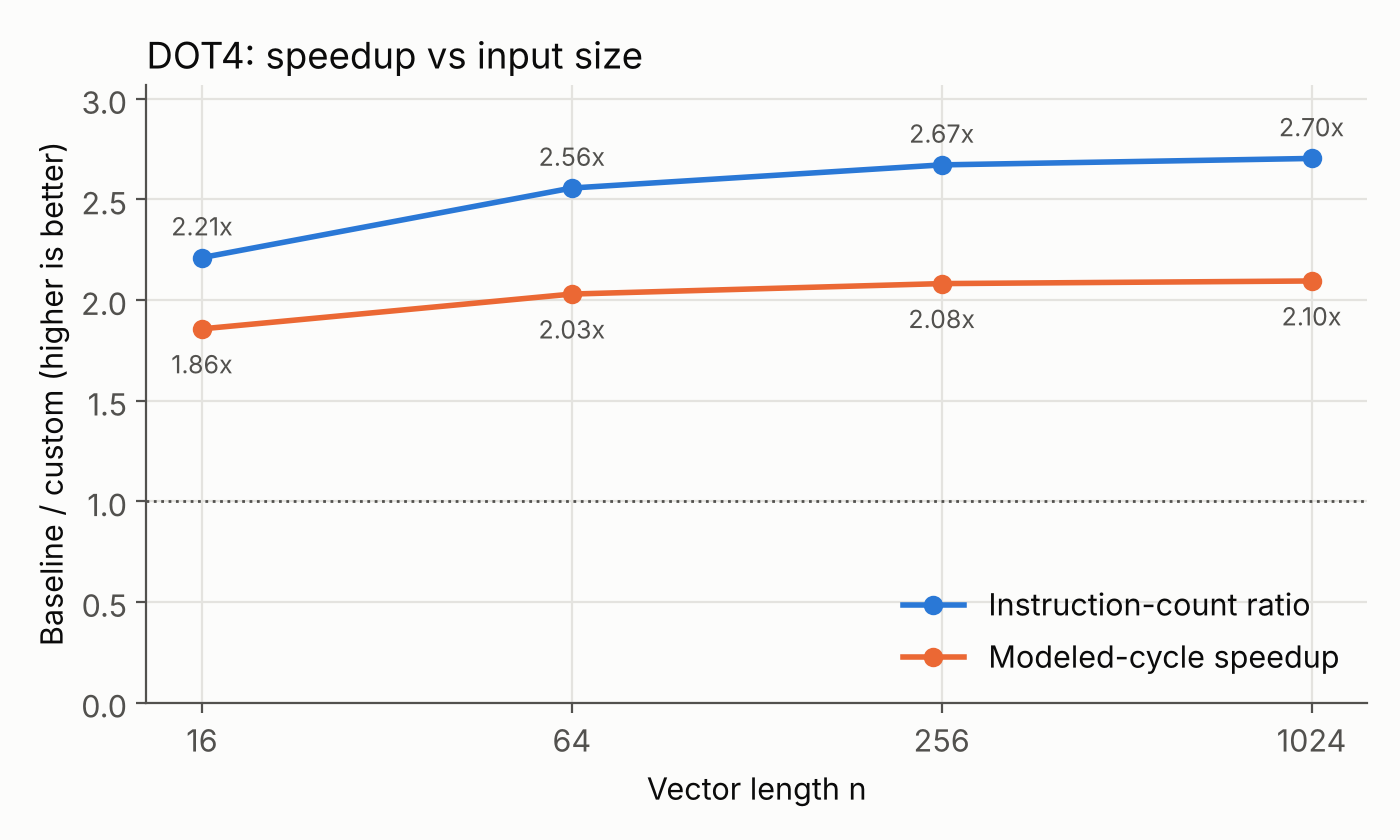 DOT4: speedup vs input size
Baseline / custom (higher is better)
3.0
2.5
2.0
1.5
1.0
0.5
0.0
2.21x
2.56x
2.67x
2.70x
1.86x
2.03x
2.08x
2.10x
Instruction-count ratio
Modeled-cycle speedup
16
64
256
1024
Vector length n